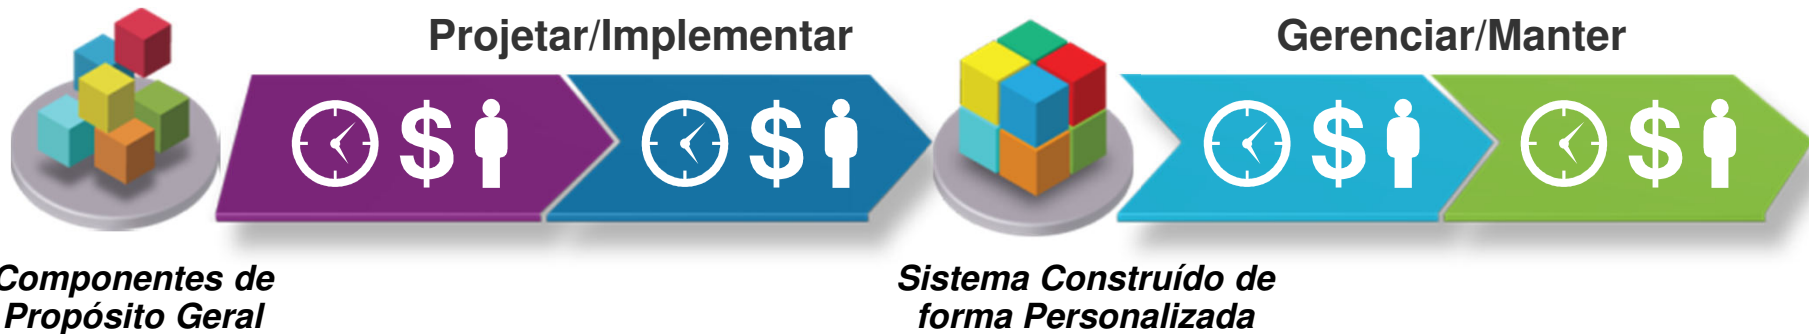 Projetar/Implementar
Gerenciar/Manter
$ $ $ $
Componentes de
Propósito Geral
Sistema Construído de
forma Personalizada